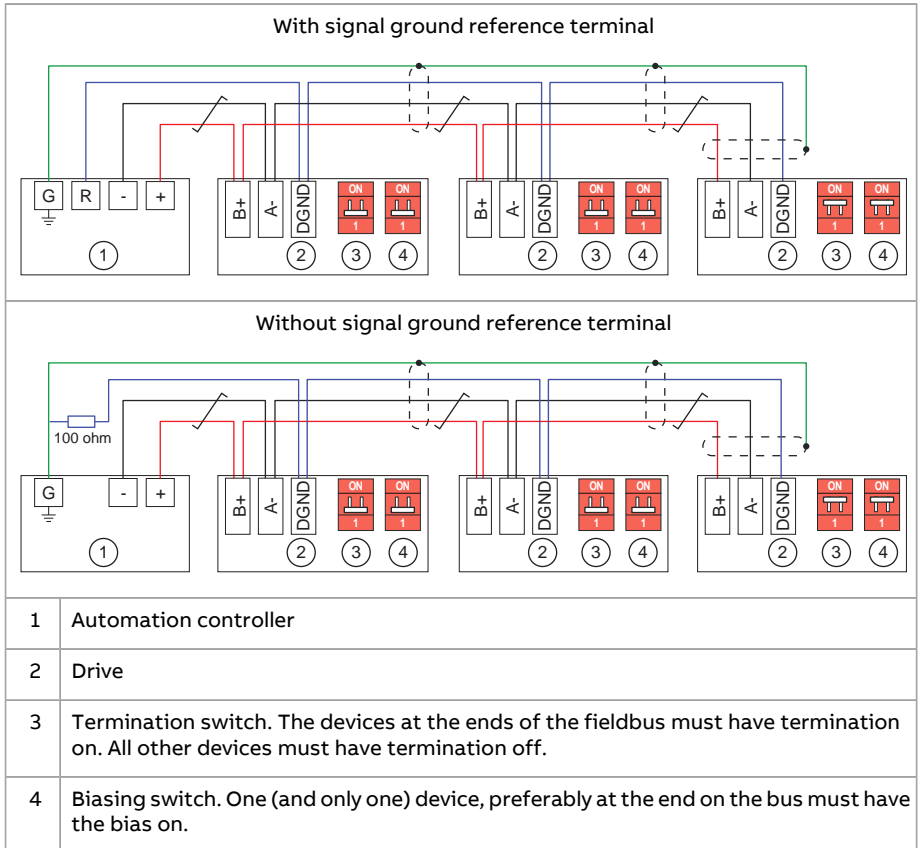 With signal ground reference terminal
G R - +
B+ A- DGND ON 1 ON 1
B+ A- DGND ON 1 ON 1
B+ A- DGND ON 1 ON 1
1 2 3 4 2 3 4 2 3 4
Without signal ground reference terminal
100 ohm
G - +
B+ A- DGND ON 1 ON 1
B+ A- DGND ON 1 ON 1
B+ A- DGND ON 1 ON 1
1 2 3 4 2 3 4 2 3 4
1 Automation controller
2 Drive
3 Termination switch. The devices at the ends of the fieldbus must have termination
on. All other devices must have termination off.
4 Biasing switch. One (and only one) device, preferably at the end on the bus must have
the bias on.